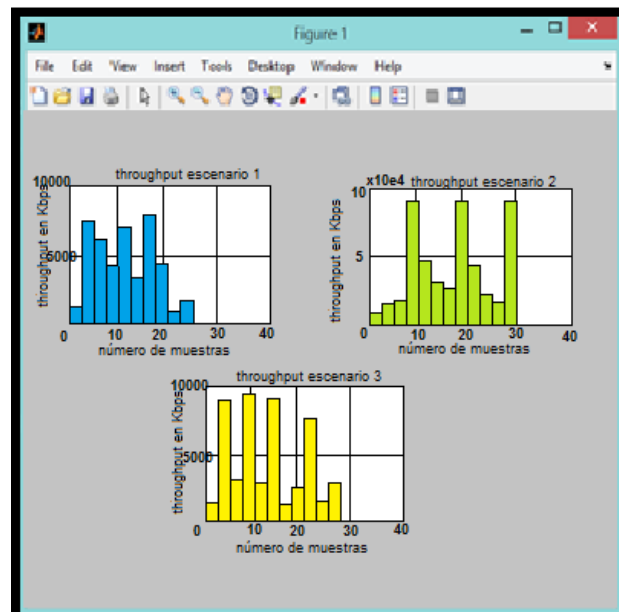 Figure 1
File Edit View Insert Tools Desktop Window Help
throughput escenario 1
10000
5000
throughput en Kbps
0 10 20 30 40
número de muestras
x10e4 throughput escenario 2
10
5
throughput en Kbps
0 10 20 30 40
número de muestras
throughput escenario 3
10000
5000
throughput en Kbps
0 10 20 30 40
número de muestras